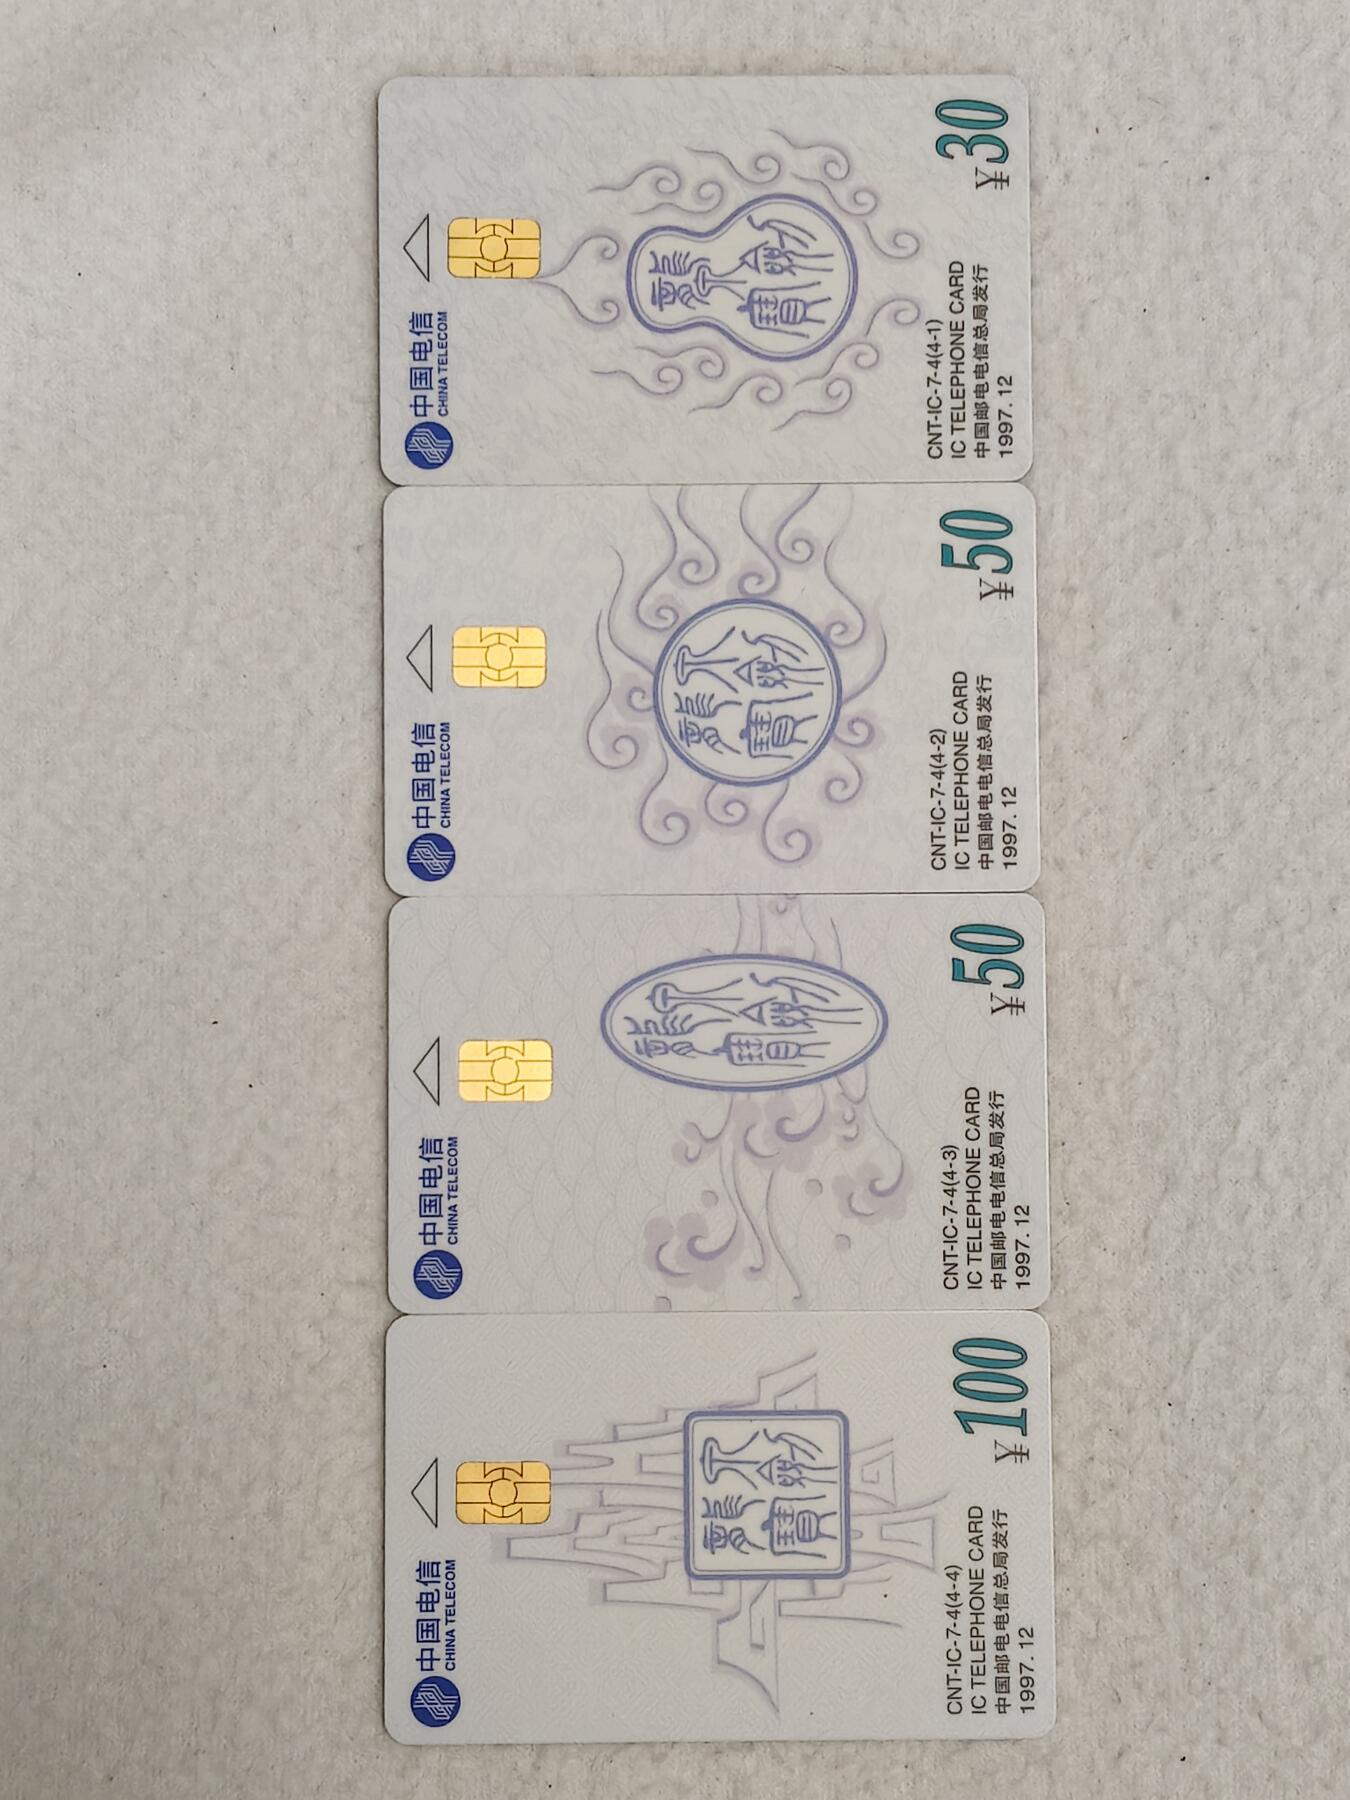 中国电信
CHINA TELECOM
CNT-IC-7-4(4-1)
IC TELEPHONE CARD
中国邮电电信总局发行
1997.12
¥30
中国电信
CHINA TELECOM
CNT-IC-7-4(4-2)
IC TELEPHONE CARD
中国邮电电信总局发行
1997.12
¥50
中国电信
CHINA TELECOM
CNT-IC-7-4(4-3)
IC TELEPHONE CARD
中国邮电电信总局发行
1997.12
¥50
中国电信
CHINA TELECOM
CNT-IC-7-4(4-4)
IC TELEPHONE CARD
中国邮电电信总局发行
1997.12
¥100